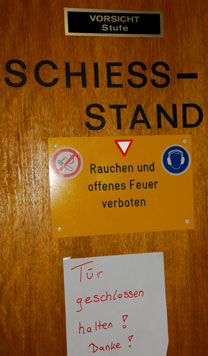 VORSICHT
Stufe
SCHIESS–
STAND
Rauchen und
offenes Feuer
verboten
Tür
geschlossen
halten!
Danke!